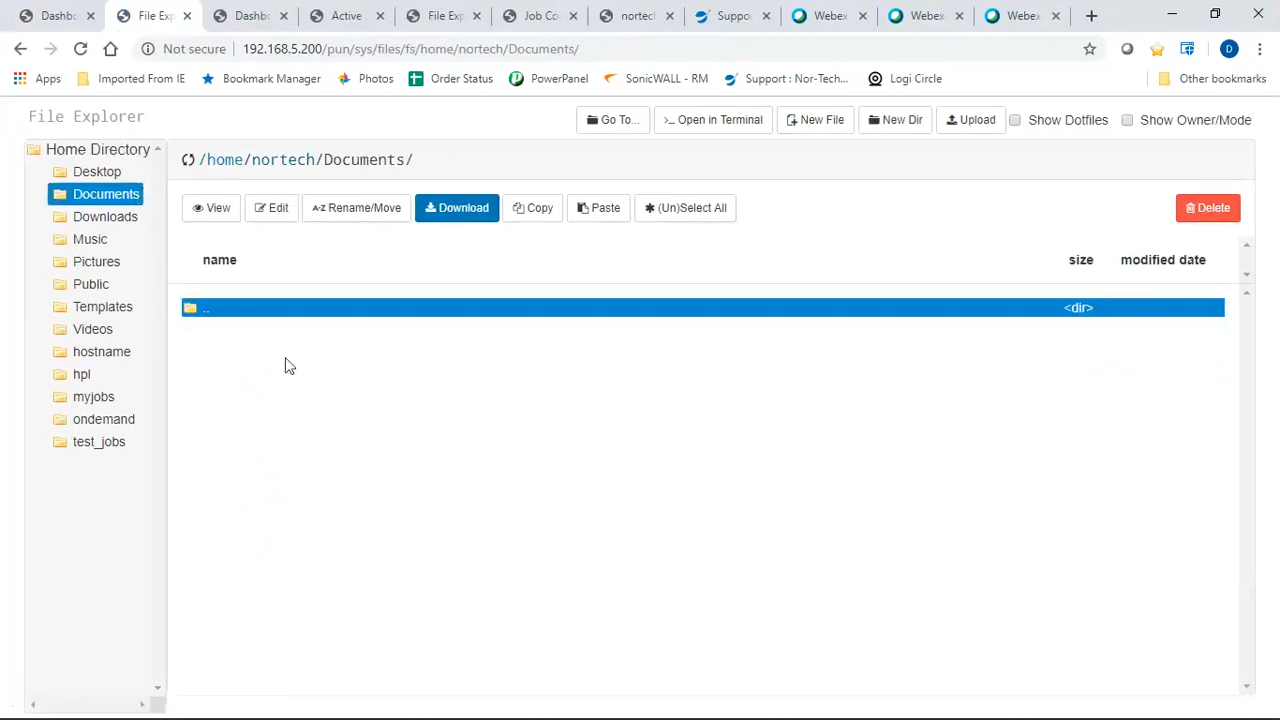 Dashb
File Exp
Dashb
Active
File Exp
Job Co
nortec
Suppo
Webex
Webex
Webex
Not secure
192.168.5.200/pun/sys/files/fs/home/nortech/Documents/
D
Apps
Imported From IE
Bookmark Manager
Photos
Order Status
PowerPanel
SonicWALL - RM
Support : Nor-Tech...
Logi Circle
Other bookmarks
File Explorer
Go To...
>_ Open in Terminal
New File
New Dir
Upload
Show Dotfiles
Show Owner/Mode
Home Directory
Desktop
Documents
Downloads
Music
Pictures
Public
Templates
Videos
hostname
hpl
myjobs
ondemand
test_jobs
/home/nortech/Documents/
View
Edit
A-Z Rename/Move
Download
Copy
Paste
✱ (Un)Select All
Delete
name
size
modified date
..
<dir>